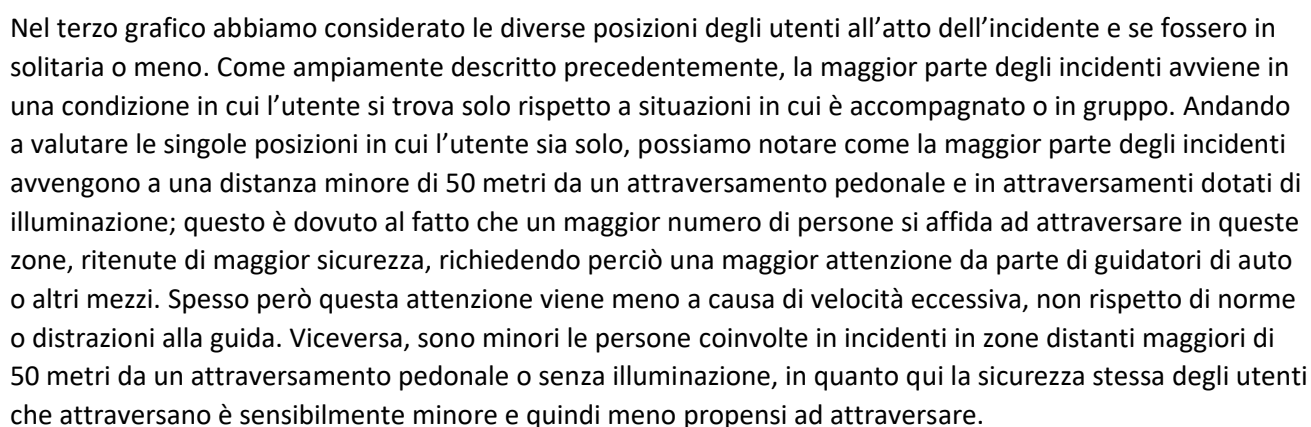 Nel terzo grafico abbiamo considerato le diverse posizioni degli utenti all’atto dell’incidente e se fossero in
solitaria o meno. Come ampiamente descritto precedentemente, la maggior parte degli incidenti avviene in
una condizione in cui l’utente si trova solo rispetto a situazioni in cui è accompagnato o in gruppo. Andando
a valutare le singole posizioni in cui l’utente sia solo, possiamo notare come la maggior parte degli incidenti
avvengono a una distanza minore di 50 metri da un attraversamento pedonale e in attraversamenti dotati di
illuminazione; questo è dovuto al fatto che un maggior numero di persone si affida ad attraversare in queste
zone, ritenute di maggior sicurezza, richiedendo perciò una maggior attenzione da parte di guidatori di auto
o altri mezzi. Spesso però questa attenzione viene meno a causa di velocità eccessiva, non rispetto di norme
o distrazioni alla guida. Viceversa, sono minori le persone coinvolte in incidenti in zone distanti maggiori di
50 metri da un attraversamento pedonale o senza illuminazione, in quanto qui la sicurezza stessa degli utenti
che attraversano è sensibilmente minore e quindi meno propensi ad attraversare.